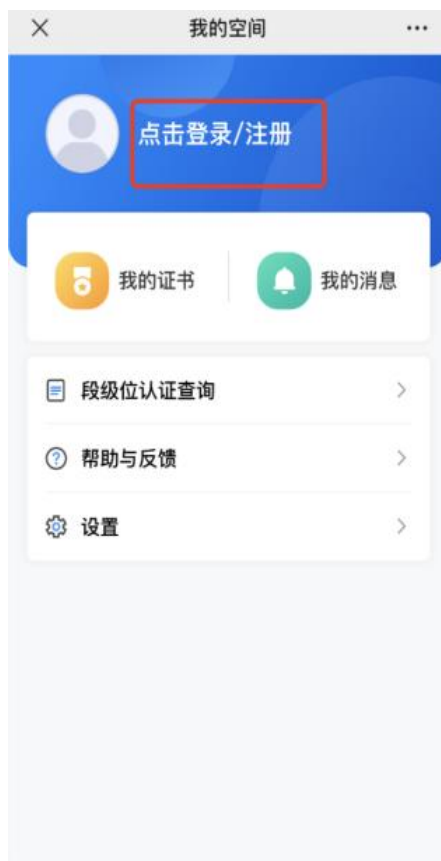 我的空间
点击登录/注册
我的证书
我的消息
段级位认证查询
帮助与反馈
设置